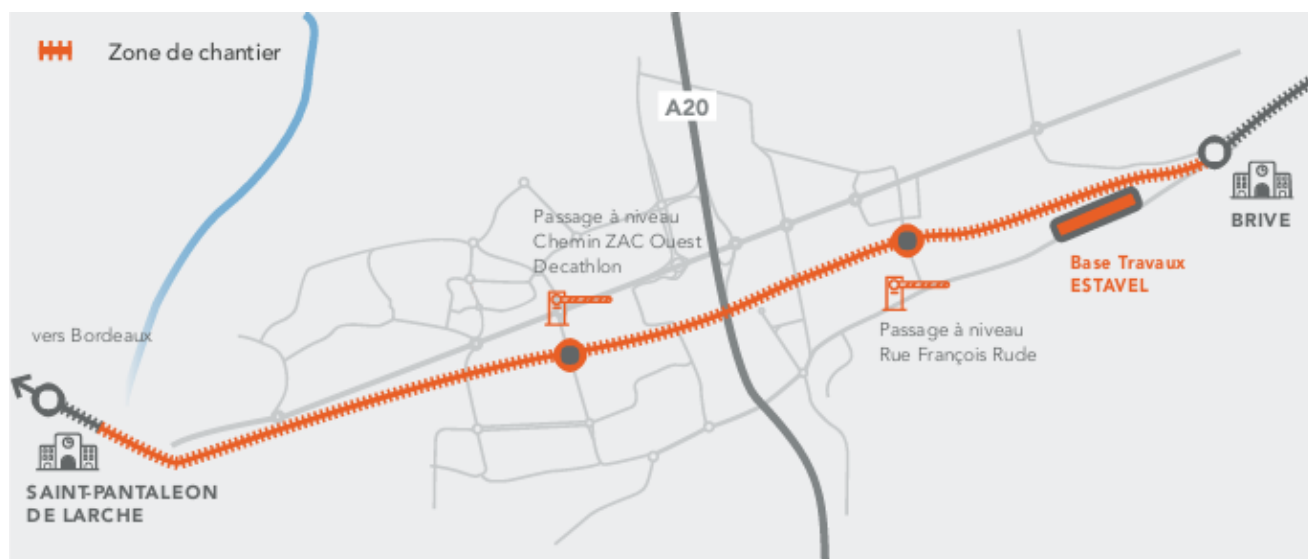 Zone de chantier
A20
BRIVE
Passage à niveau
Chemin ZAC Ouest
Decathlon
Base Travaux
ESTAVEL
Passage à niveau
Rue François Rude
vers Bordeaux
SAINT-PANTALEON
DE LARCHE